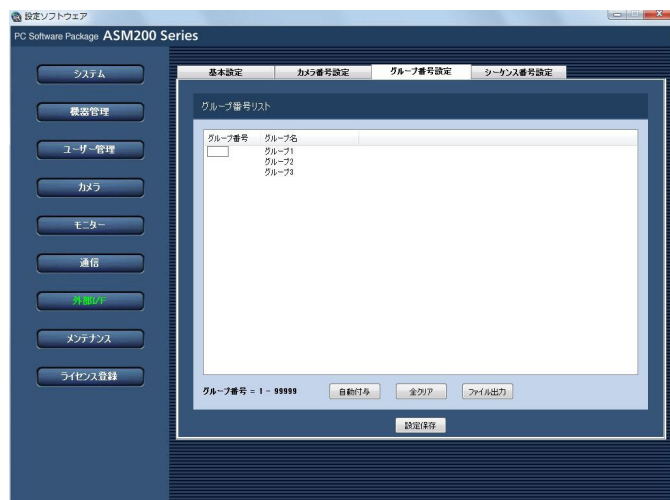 設定ソフトウェア
PC Software Package ASM200 Series
システム
機器管理
ユーザー管理
カメラ
モニター
通信
外部I/F
メンテナンス
ライセンス登録
基本設定 カメラ番号設定 グループ番号設定 シーケンス番号設定
グループ番号リスト
グループ番号 グループ名
グループ1
グループ2
グループ3
グループ番号 = 1 - 99999 自動付与 全クリア ファイル出力
設定保存